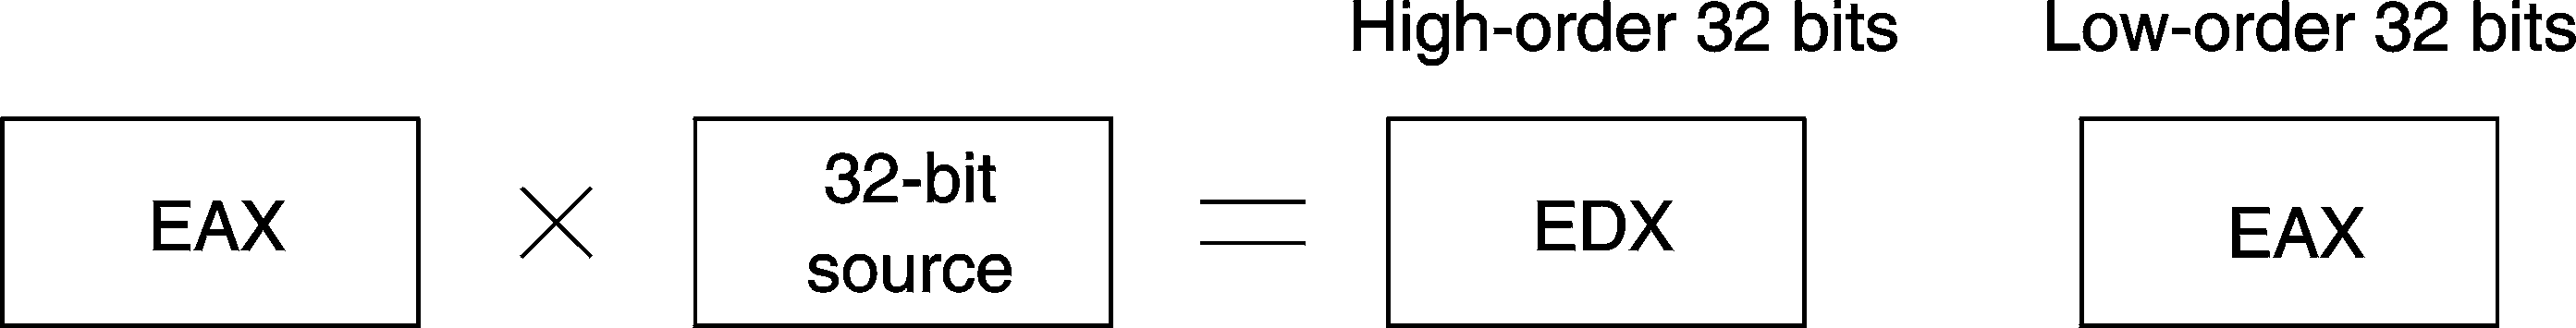 High-order 32 bits
Low-order 32 bits
EAX
32-bit
source
EDX
EAX